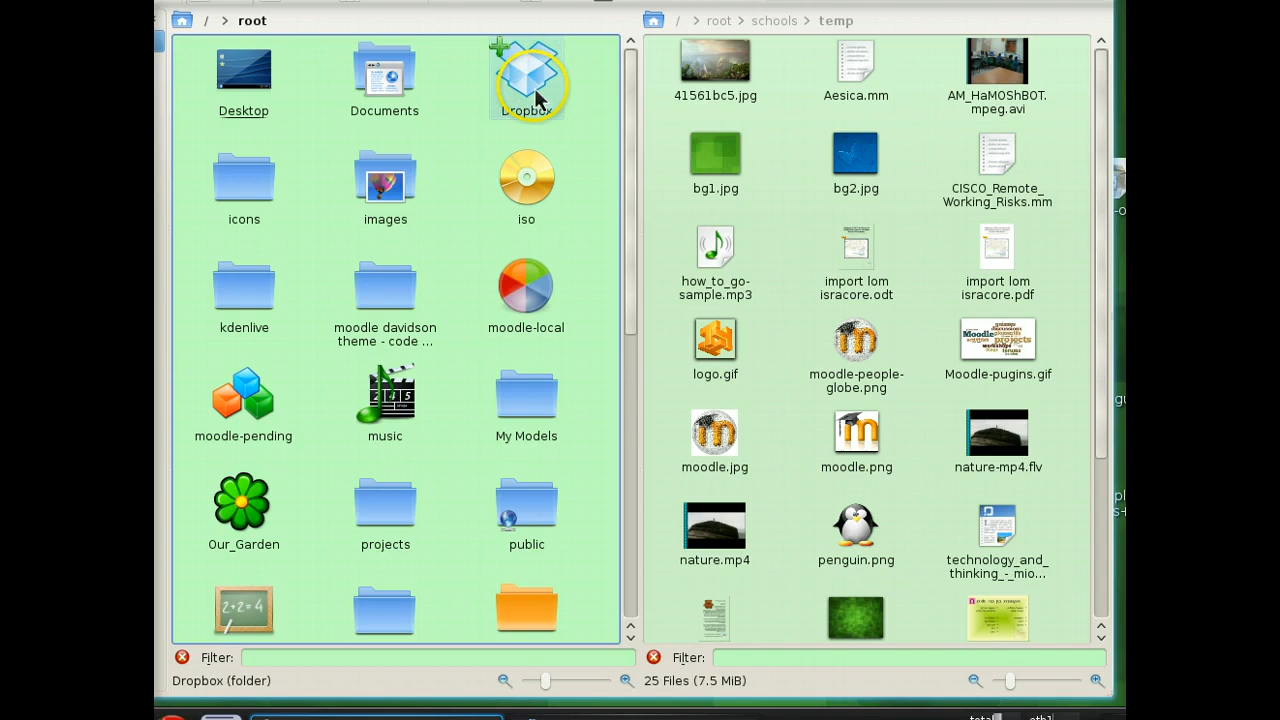 / > root
/ > root > schools > temp
Desktop
Documents
Dropbox
icons
images
iso
kdenlive
moodle davidson
theme - code ...
moodle-local
moodle-pending
music
My Models
Our_Garden
projects
public
2+2=4
41561bc5.jpg
Aesica.mm
AM_HaMOShBOT.
mpeg.avi
bg1.jpg
bg2.jpg
CISCO_Remote_
Working_Risks.mm
how_to_go-
sample.mp3
import lom
isracore.odt
import lom
isracore.pdf
logo.gif
moodle-people-
globe.png
Moodle-pugins.gif
moodle.jpg
moodle.png
nature-mp4.flv
nature.mp4
penguin.png
technology_and_
thinking_-_mio...
Filter:
Filter:
Dropbox (folder)
25 Files (7.5 MiB)